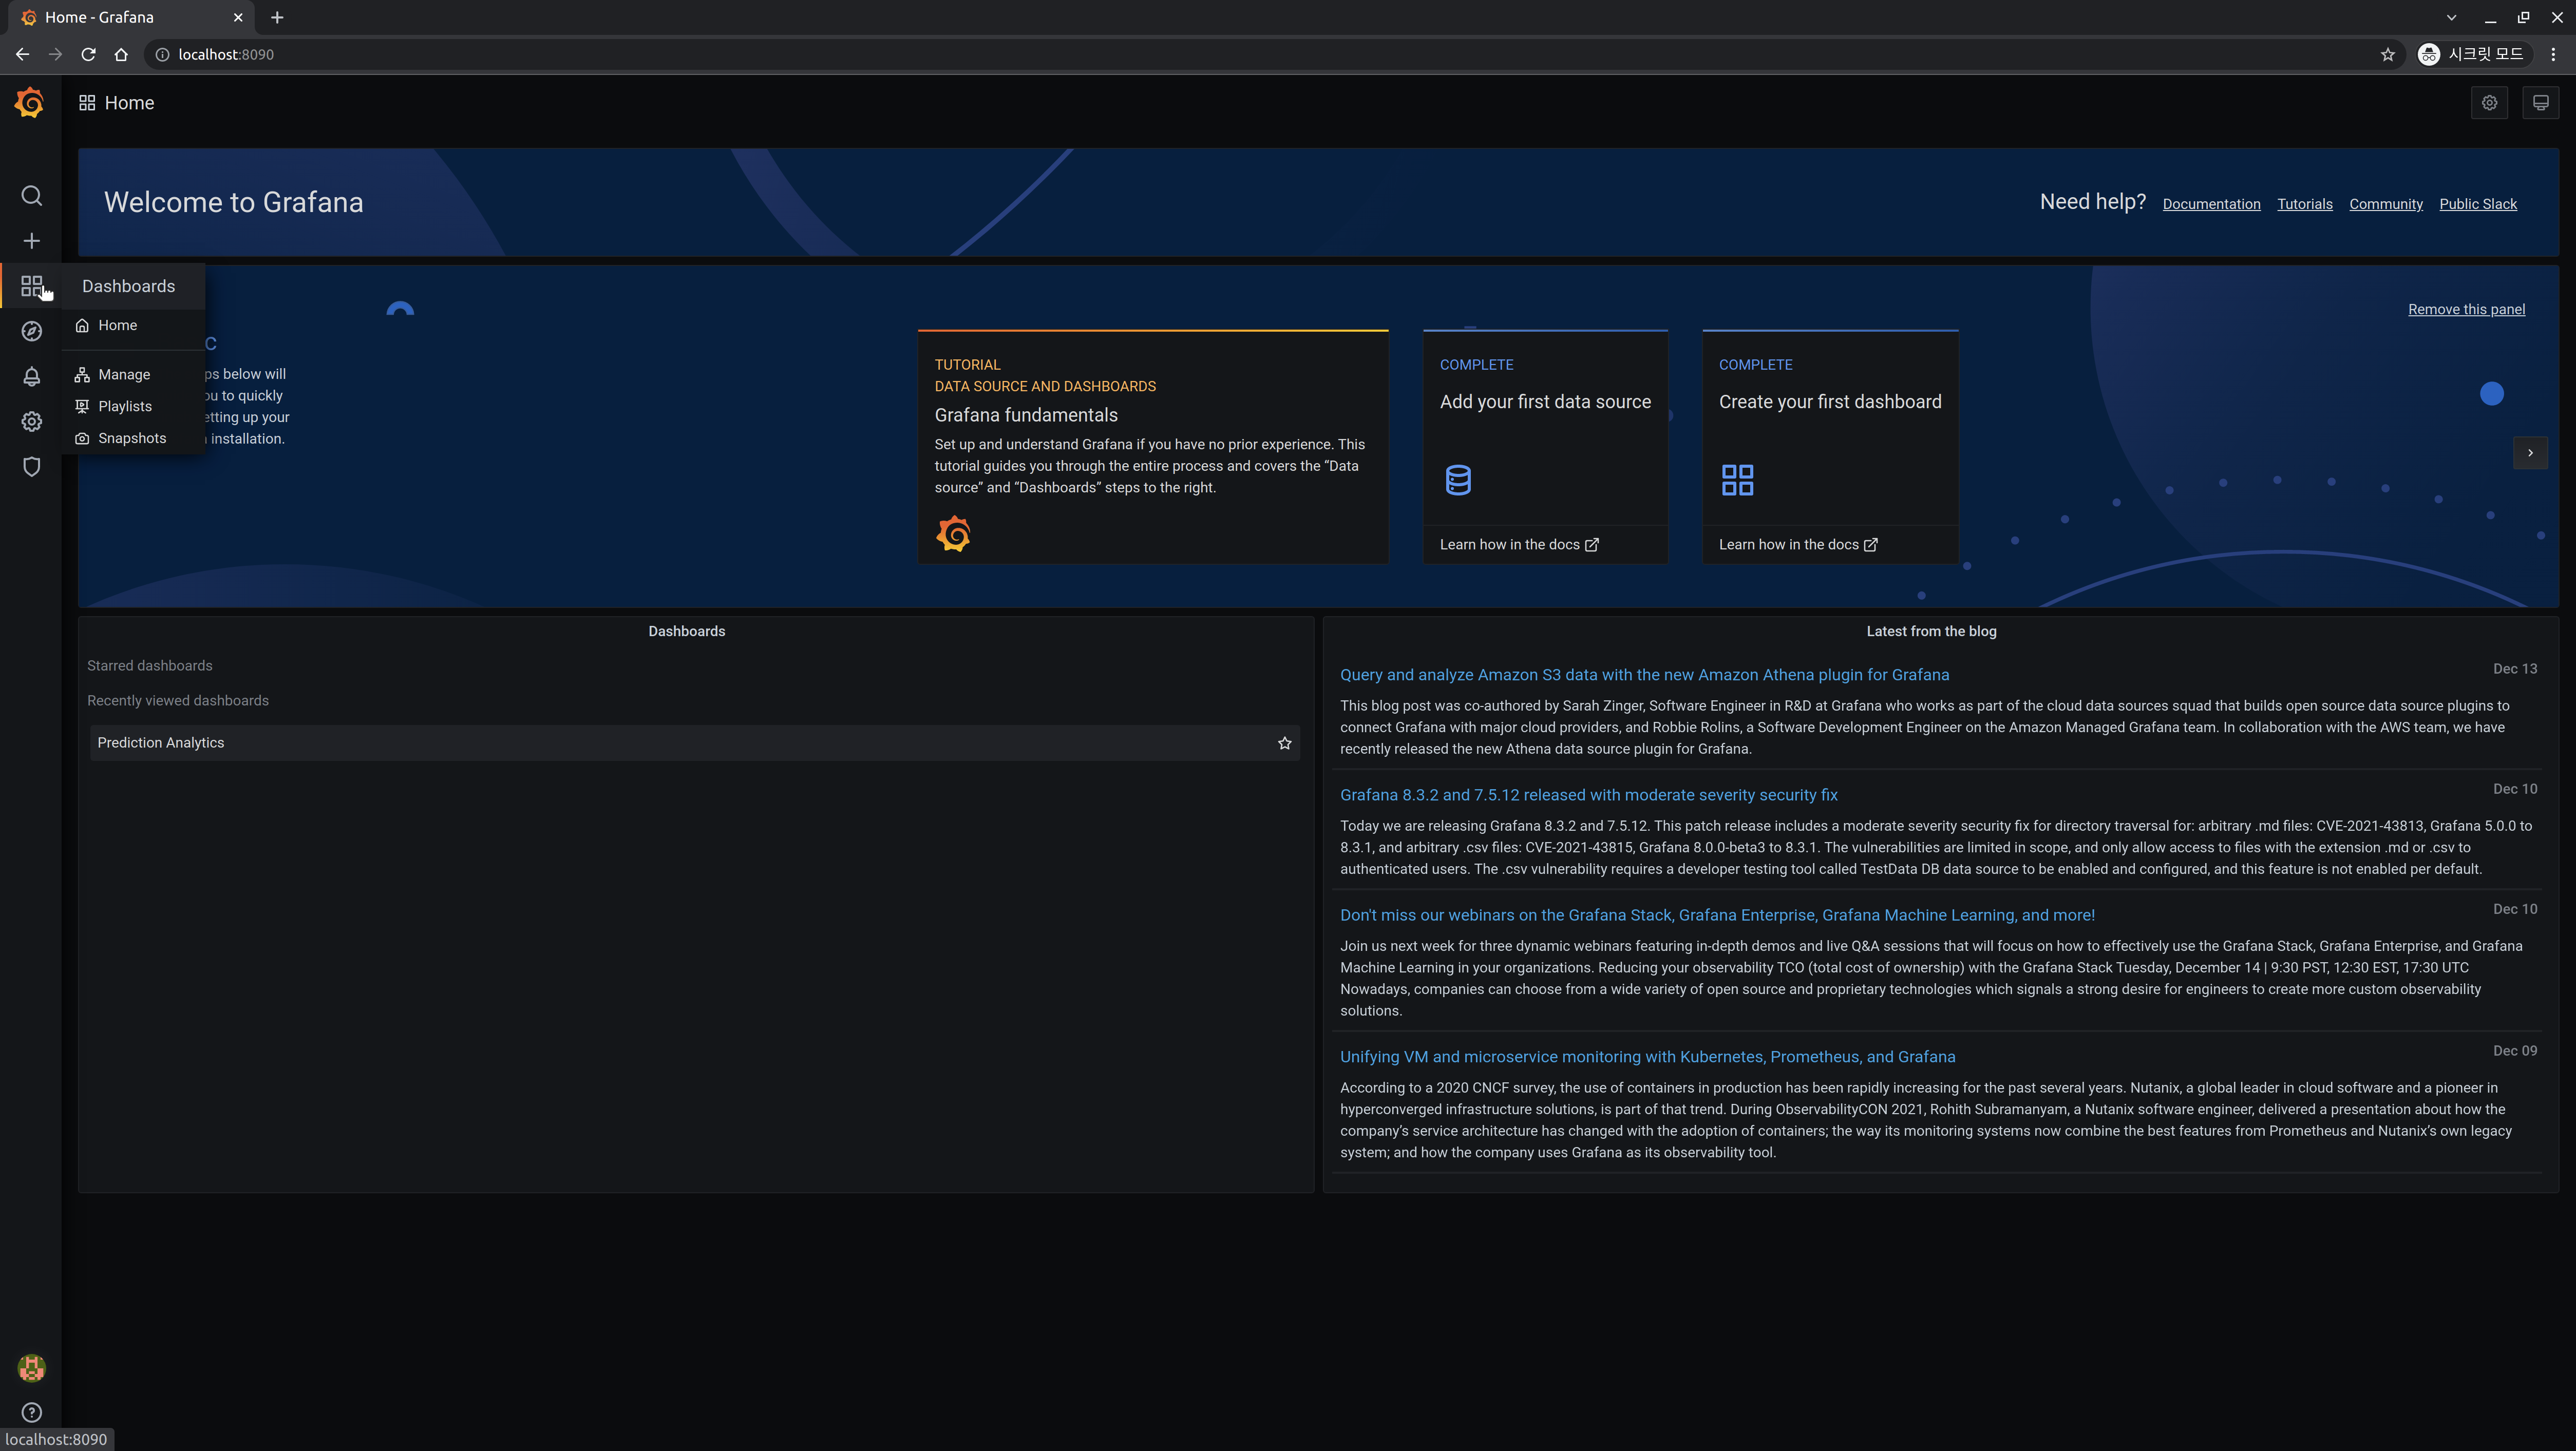 Home - Grafana
localhost:8090
시크릿 모드
Home
Welcome to Grafana
Need help? Documentation Tutorials Community Public Slack
Dashboards
Home
Manage
Playlists
Snapshots
Remove this panel
c
ps below will
ou to quickly
etting up your
installation.
TUTORIAL
DATA SOURCE AND DASHBOARDS
Grafana fundamentals
Set up and understand Grafana if you have no prior experience. This
tutorial guides you through the entire process and covers the “Data
source” and “Dashboards” steps to the right.
COMPLETE
Add your first data source
Learn how in the docs
COMPLETE
Create your first dashboard
Learn how in the docs
Dashboards
Starred dashboards
Recently viewed dashboards
Prediction Analytics
Latest from the blog
Query and analyze Amazon S3 data with the new Amazon Athena plugin for Grafana
Dec 13
This blog post was co-authored by Sarah Zinger, Software Engineer in R&D at Grafana who works as part of the cloud data sources squad that builds open source data source plugins to
connect Grafana with major cloud providers, and Robbie Rolins, a Software Development Engineer on the Amazon Managed Grafana team. In collaboration with the AWS team, we have
recently released the new Athena data source plugin for Grafana.
Grafana 8.3.2 and 7.5.12 released with moderate severity security fix
Dec 10
Today we are releasing Grafana 8.3.2 and 7.5.12. This patch release includes a moderate severity security fix for directory traversal for: arbitrary .md files: CVE-2021-43813, Grafana 5.0.0 to
8.3.1, and arbitrary .csv files: CVE-2021-43815, Grafana 8.0.0-beta3 to 8.3.1. The vulnerabilities are limited in scope, and only allow access to files with the extension .md or .csv to
authenticated users. The .csv vulnerability requires a developer testing tool called TestData DB data source to be enabled and configured, and this feature is not enabled per default.
Don't miss our webinars on the Grafana Stack, Grafana Enterprise, Grafana Machine Learning, and more!
Dec 10
Join us next week for three dynamic webinars featuring in-depth demos and live Q&A sessions that will focus on how to effectively use the Grafana Stack, Grafana Enterprise, and Grafana
Machine Learning in your organizations. Reducing your observability TCO (total cost of ownership) with the Grafana Stack Tuesday, December 14 | 9:30 PST, 12:30 EST, 17:30 UTC
Nowadays, companies can choose from a wide variety of open source and proprietary technologies which signals a strong desire for engineers to create more custom observability
solutions.
Unifying VM and microservice monitoring with Kubernetes, Prometheus, and Grafana
Dec 09
According to a 2020 CNCF survey, the use of containers in production has been rapidly increasing for the past several years. Nutanix, a global leader in cloud software and a pioneer in
hyperconverged infrastructure solutions, is part of that trend. During ObservabilityCON 2021, Rohith Subramanyam, a Nutanix software engineer, delivered a presentation about how the
company’s service architecture has changed with the adoption of containers; the way its monitoring systems now combine the best features from Prometheus and Nutanix’s own legacy
system; and how the company uses Grafana as its observability tool.
localhost:8090